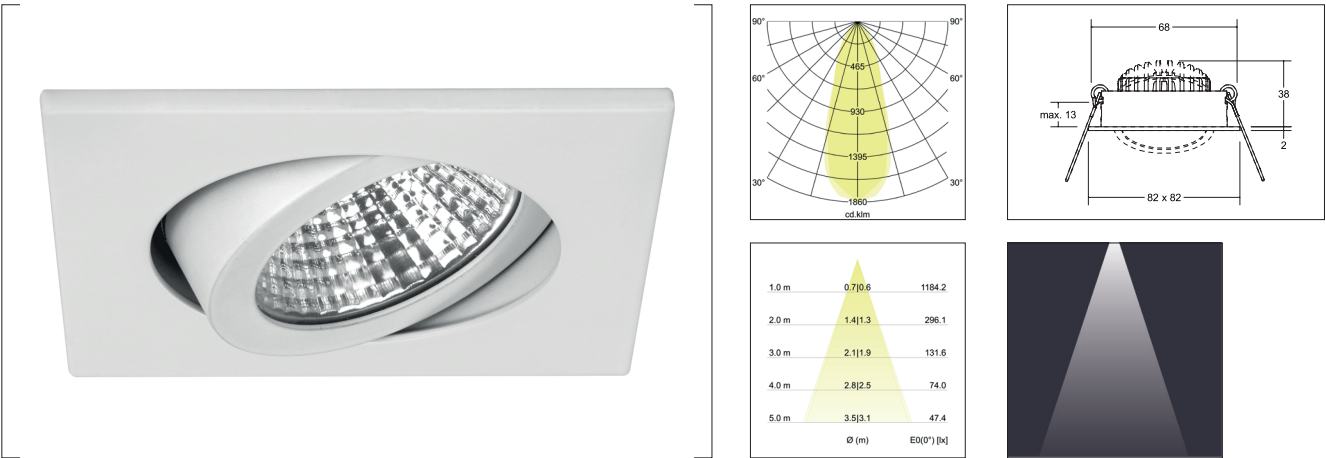 90° 90°
465
60° 60°
930
1395
30° 30°
1860
cd.klm
68
38
max. 13
2
82 x 82
1.0 m 0.7|0.6 1184.2
2.0 m 1.4|1.3 296.1
3.0 m 2.1|1.9 131.6
4.0 m 2.8|2.5 74.0
5.0 m 3.5|3.1 47.4
Ø (m) E0(0°) [lx]